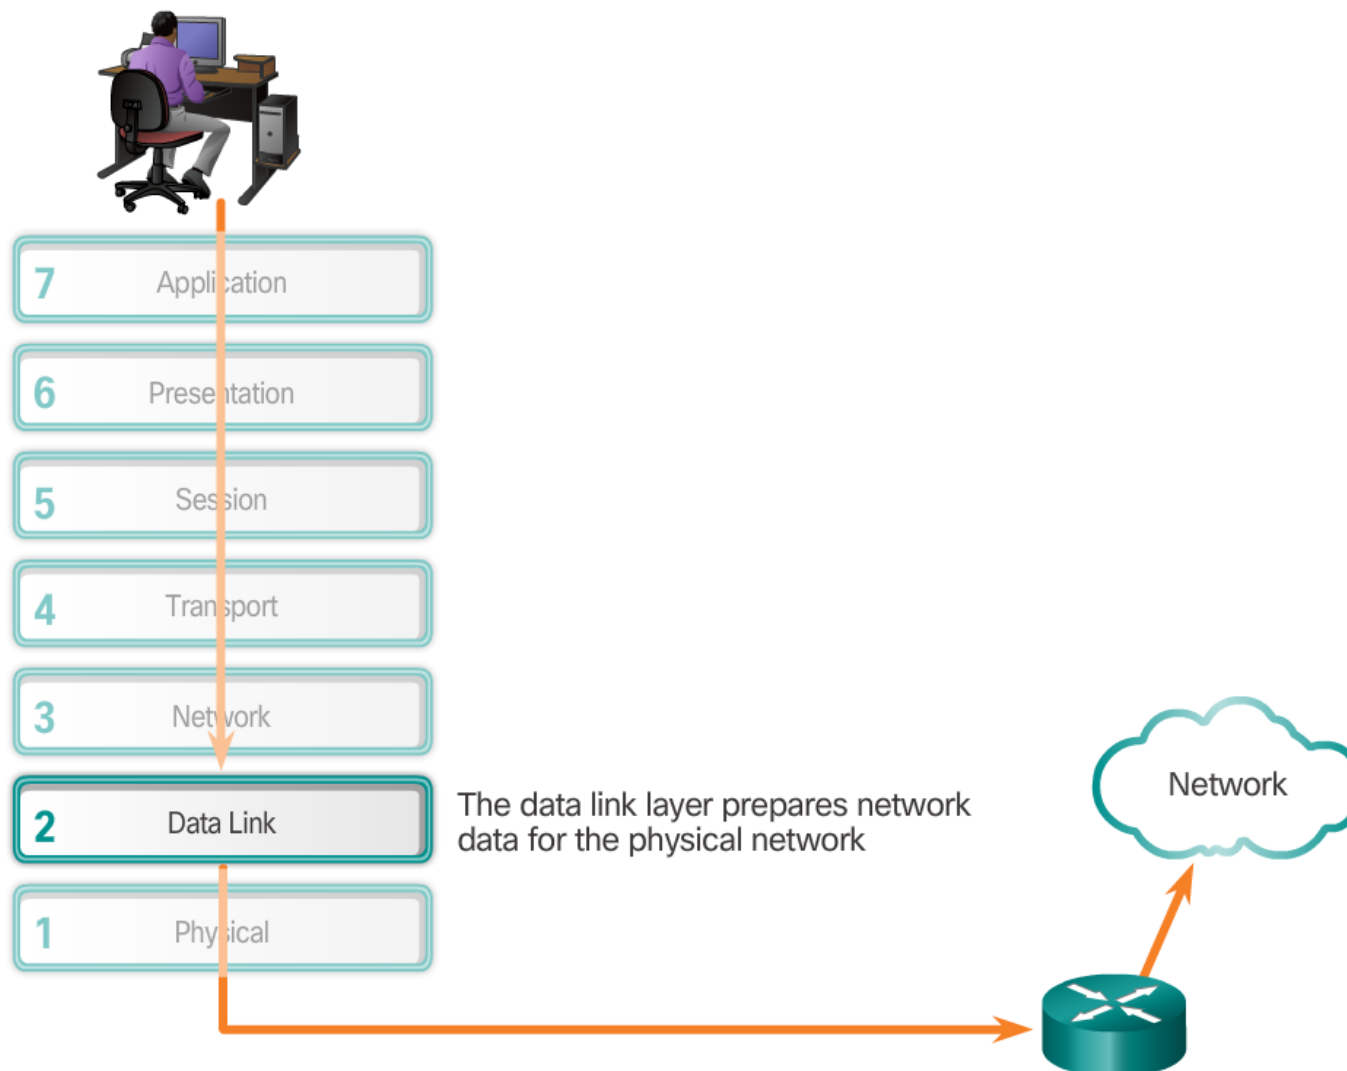 7 Application
6 Presentation
5 Session
4 Transport
3 Network
2 Data Link
The data link layer prepares network
data for the physical network
1 Physical
Network